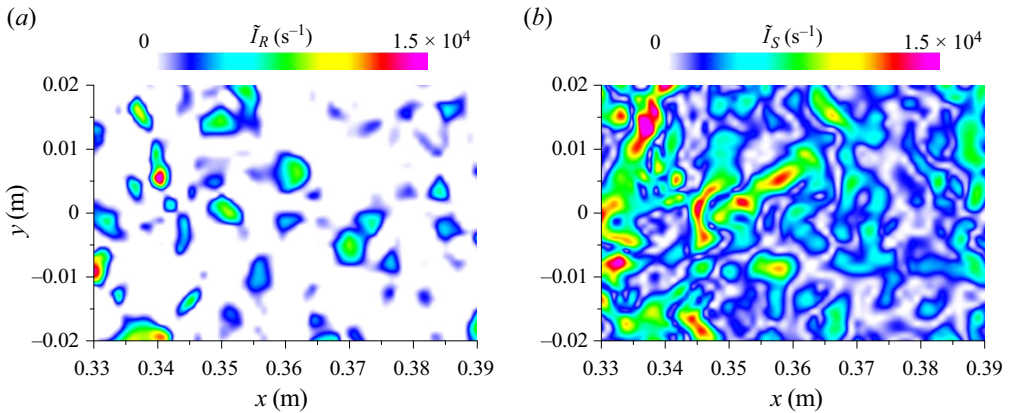 (a)
0 Ĩ_R (s⁻¹) 1.5 × 10⁴
0.02
0.01
0
–0.01
–0.02
y (m)
0.33 0.34 0.35 0.36 0.37 0.38 0.39
x (m)
(b)
0 Ĩ_S (s⁻¹) 1.5 × 10⁴
0.02
0.01
0
–0.01
–0.02
0.33 0.34 0.35 0.36 0.37 0.38 0.39
x (m)